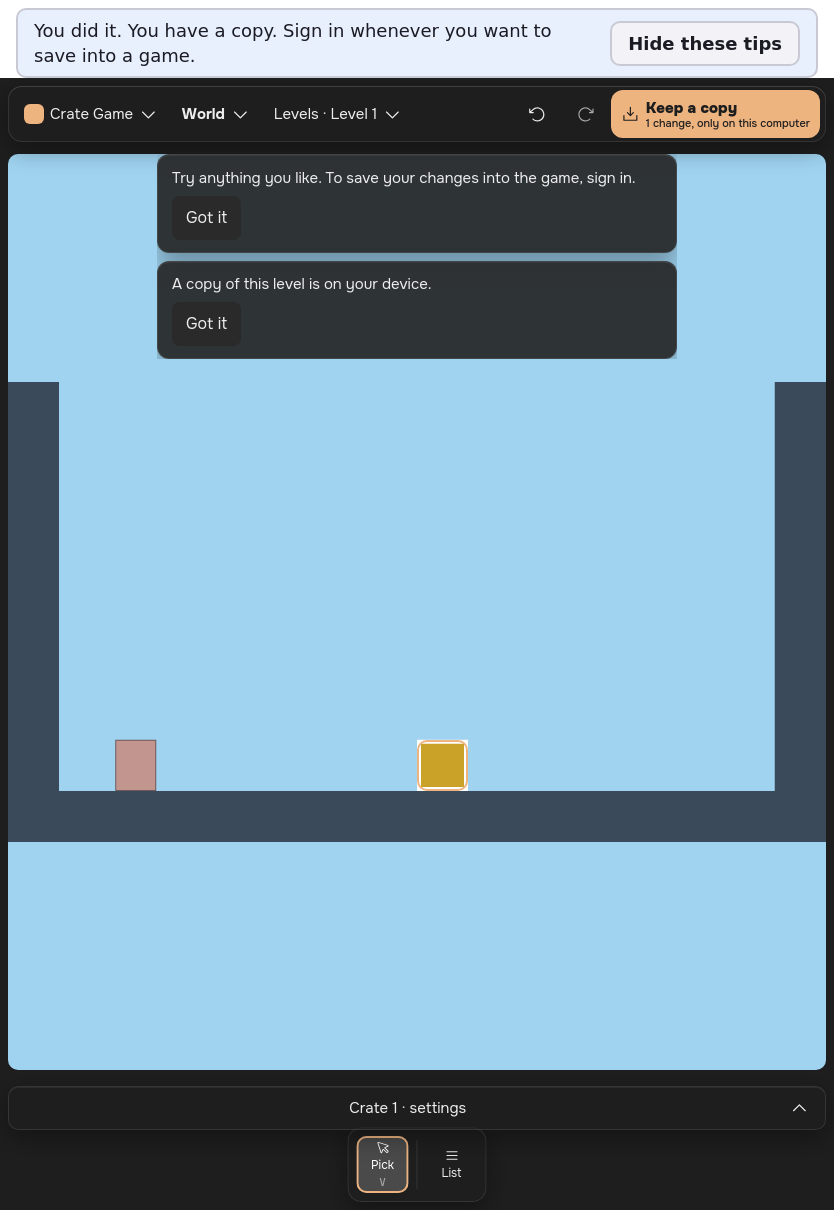 You did it. You have a copy. Sign in whenever you want to
save into a game.
Hide these tips
Crate Game
World
Levels · Level 1
Keep a copy
1 change, only on this computer
Try anything you like. To save your changes into the game, sign in.
Got it
A copy of this level is on your device.
Got it
Crate 1 · settings
Pick
V
List